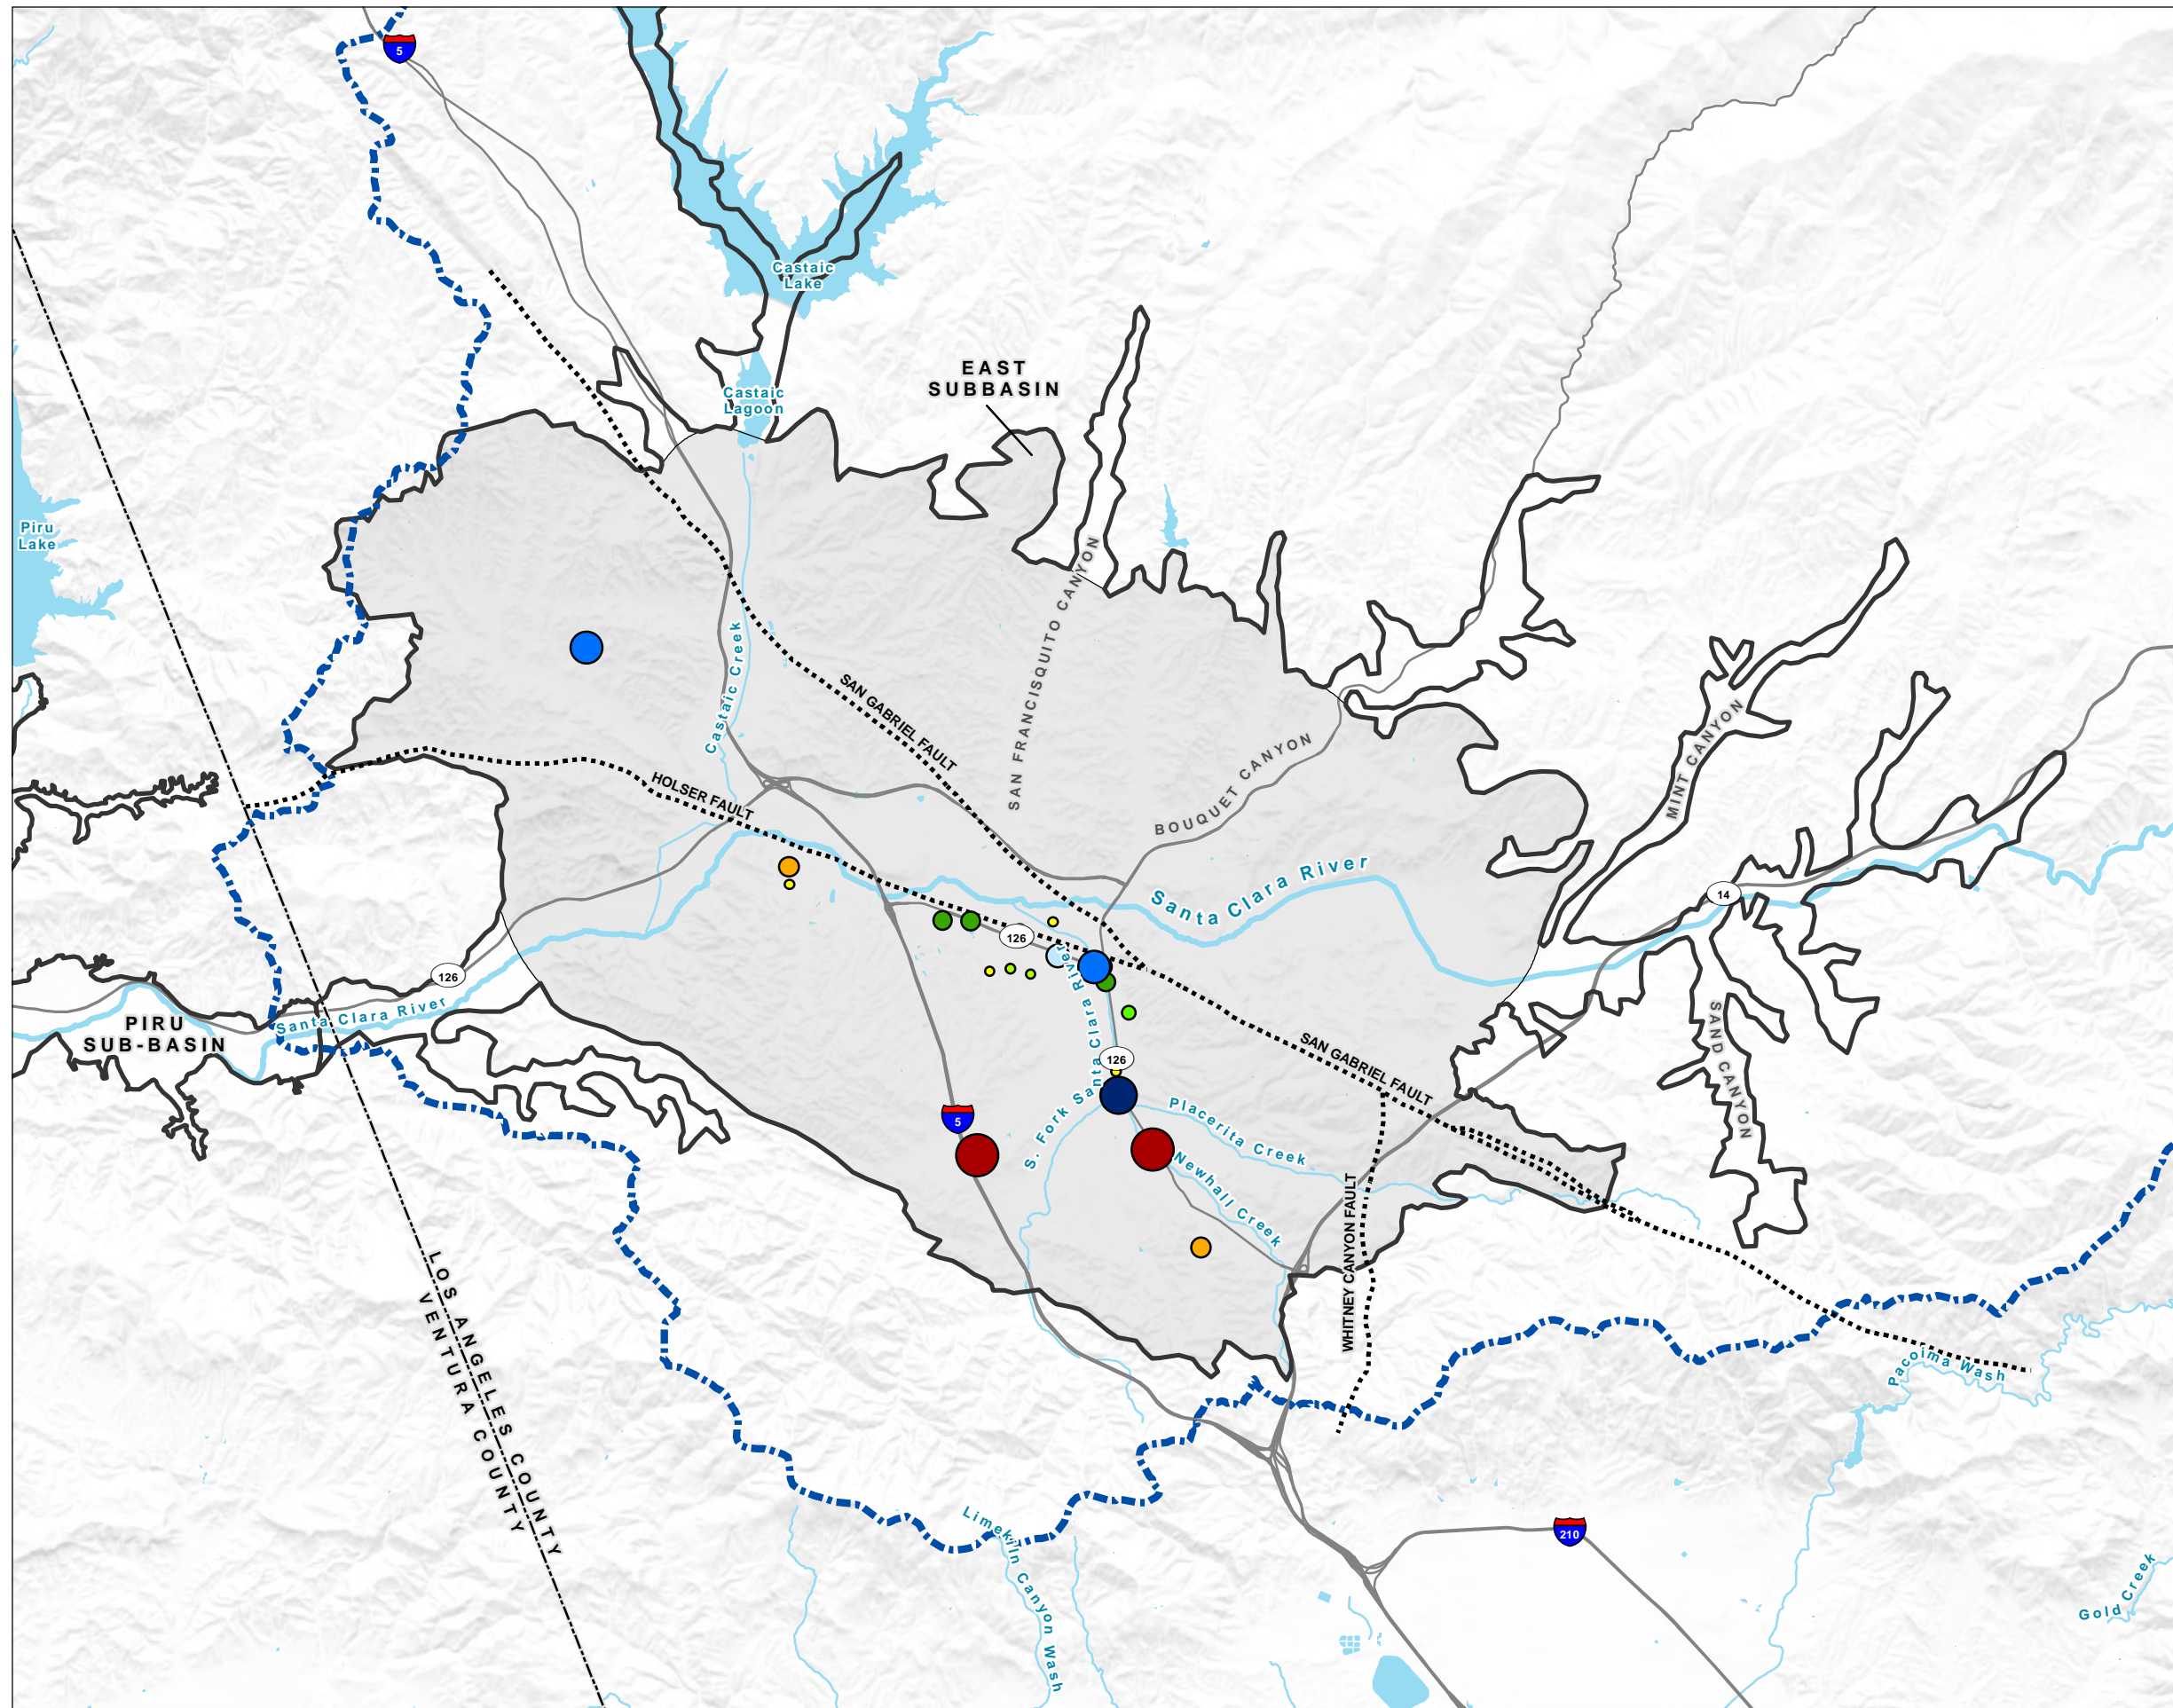 5
Castaic
Lake
EAST
SUBBASIN
Castaic
Lagoon
Piru
Lake
SAN FRANCISQUITO CANYON
Castaic Creek
SAN GABRIEL FAULT
MINT CANYON
BOUQUET CANYON
HOLSER FAULT
Santa Clara River
14
126
126
Santa Clara River
PIRU
SUB-BASIN
SAND CANYON
126
SAN GABRIEL FAULT
S. Fork Santa Clara River
5
Placerita Creek
Newhall Creek
WHITNEY CANYON FAULT
LOS ANGELES COUNTY
VENTURA COUNTY
Pacoima Wash
Limekiln Canyon Wash
210
Gold Creek